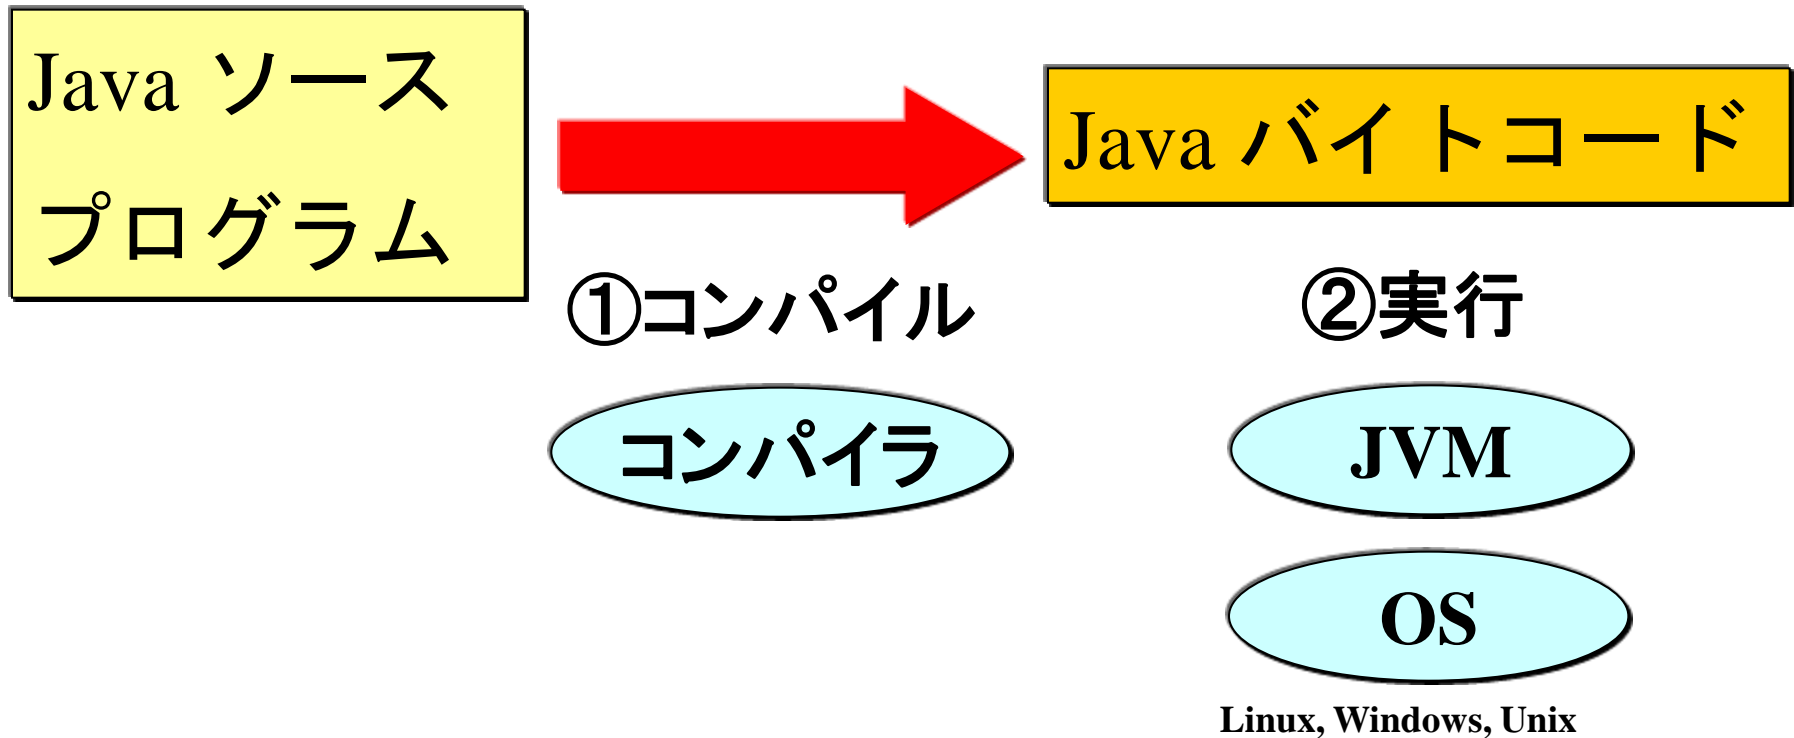 Java ソース
プログラム
Java バイトコード
①コンパイル
②実行
コンパイラ
JVM
OS
Linux, Windows, Unix